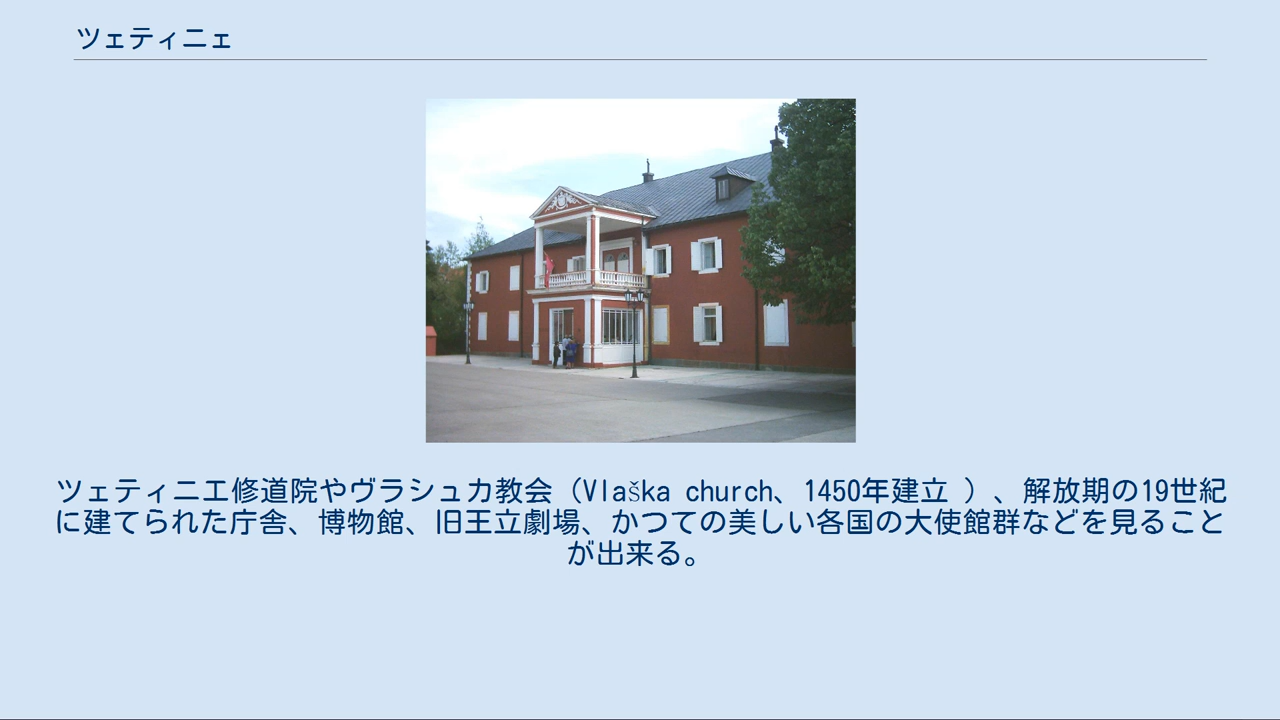 ツェティニェ
ツェティニエ修道院やヴラシュカ教会（Vlaška church、1450年建立 ）、解放期の19世紀
に建てられた庁舎、博物館、旧王立劇場、かつての美しい各国の大使館群などを見ること
が出来る。